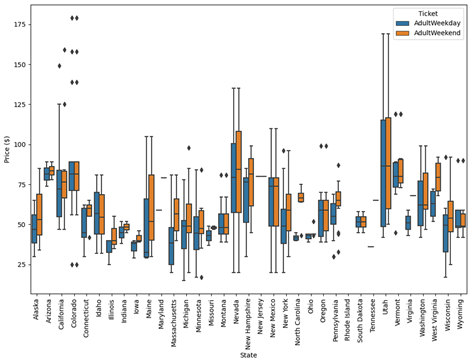 Ticket
AdultWeekday
AdultWeekend
Price ($)
175
150
125
100
75
50
25
Alaska
Arizona
California
Colorado
Connecticut
Idaho
Illinois
Indiana
Iowa
Maine
Maryland
Massachusetts
Michigan
Minnesota
Missouri
Montana
Nevada
New Hampshire
New Jersey
New Mexico
New York
North Carolina
Ohio
Oregon
Pennsylvania
Rhode Island
South Dakota
Tennessee
Utah
Vermont
Virginia
Washington
West Virginia
Wisconsin
Wyoming
State